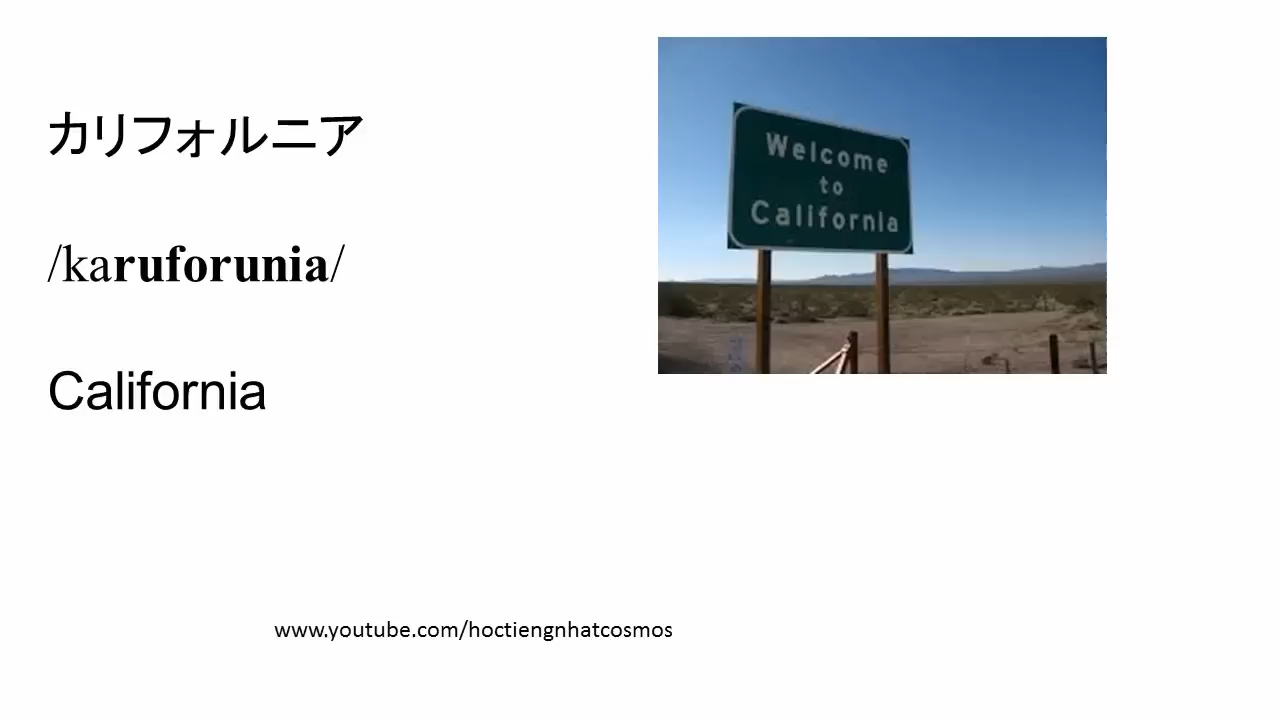 カリフォルニア
/karuforunia/
California
Welcome
to
California
www.youtube.com/hoctiengnhatcosmos